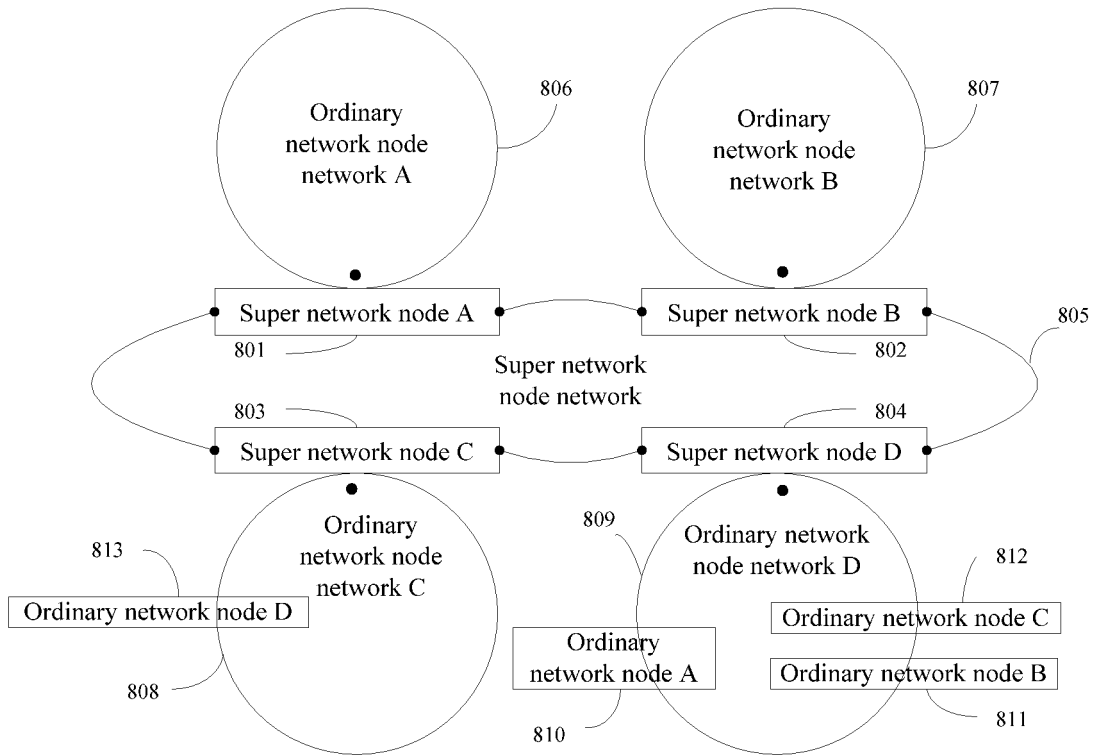 Ordinary
network node
network A
806
Ordinary
network node
network B
807
Super network node A
Super network node B
805
801
802
Super network
node network
803
804
Super network node C
Super network node D
Ordinary
network node
network C
809
Ordinary network
node network D
813
812
Ordinary network node D
Ordinary network node C
Ordinary
network node A
Ordinary network node B
808
810
811